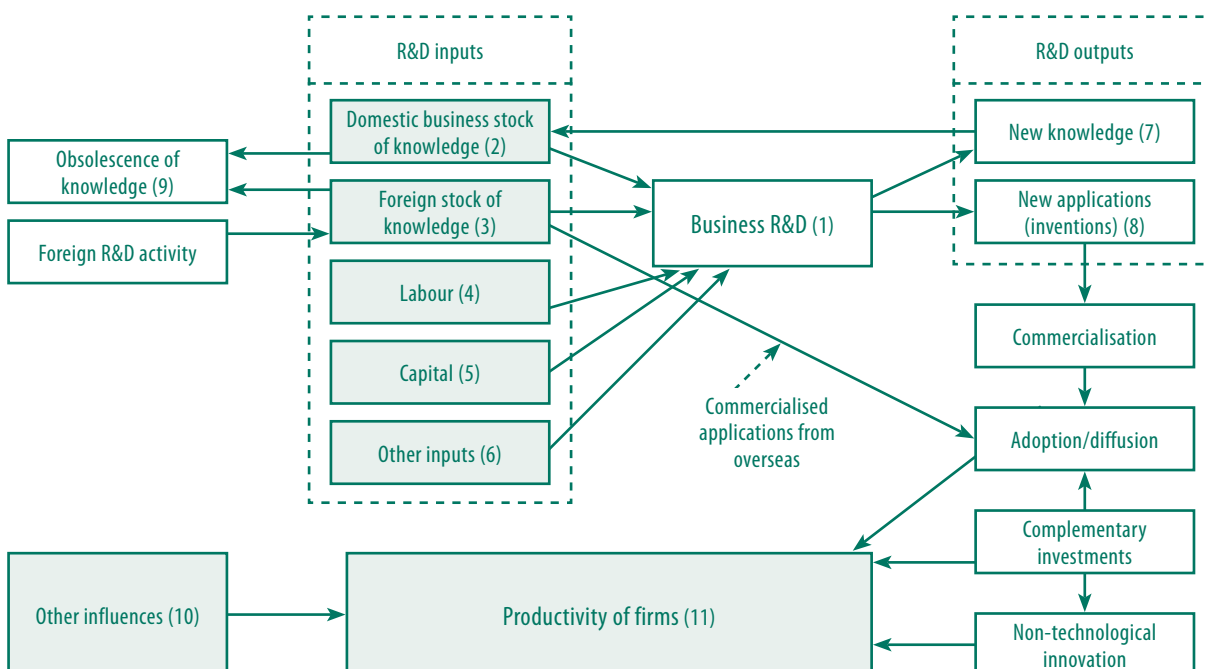 R&D inputs
R&D outputs
Domestic business stock
of knowledge (2)
New knowledge (7)
Obsolescence of
knowledge (9)
Foreign stock of
knowledge (3)
Business R&D (1)
New applications
(inventions) (8)
Foreign R&D activity
Labour (4)
Commercialisation
Capital (5)
Commercialised
applications from
overseas
Adoption/diffusion
Other inputs (6)
Complementary
investments
Other influences (10)
Productivity of firms (11)
Non-technological
innovation